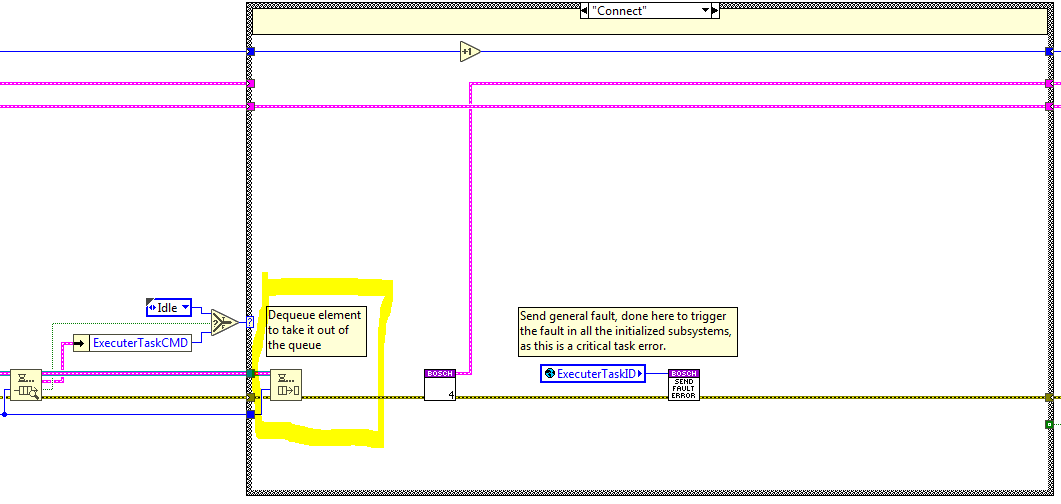 "Connect"
+1
Idle
?
T
F
?
ExecuterTaskCMD
Dequeue element
to take it out of
the queue
Send general fault, done here to trigger
the fault in all the initialized subsystems,
as this is a critical task error.
BOSCH
4
ExecuterTaskID
BOSCH
SEND
FAULT
ERROR